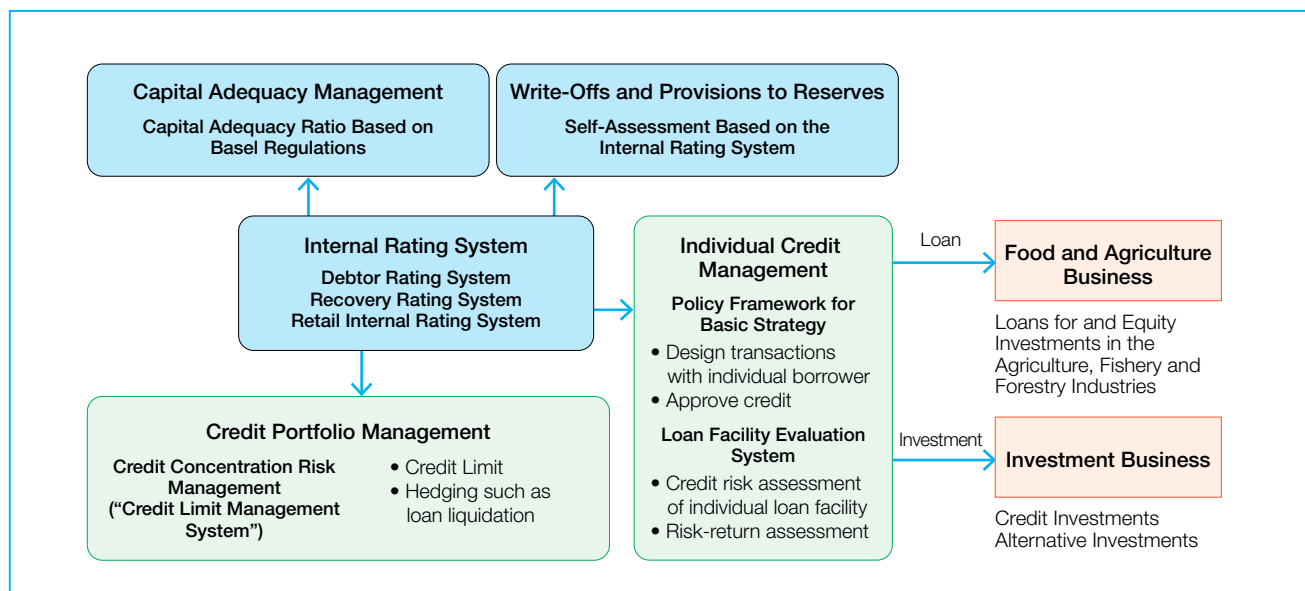 Capital Adequacy Management
Capital Adequacy Ratio Based on
Basel Regulations
Write-Offs and Provisions to Reserves
Self-Assessment Based on the
Internal Rating System
Internal Rating System
Debtor Rating System
Recovery Rating System
Retail Internal Rating System
Credit Portfolio Management
Credit Concentration Risk
Management
(“Credit Limit Management
System”)
• Credit Limit
• Hedging such as
loan liquidation
Individual Credit
Management
Policy Framework for
Basic Strategy
• Design transactions
with individual borrower
• Approve credit
Loan Facility Evaluation
System
• Credit risk assessment
of individual loan facility
• Risk-return assessment
Loan
Food and Agriculture
Business
Loans for and Equity
Investments in the
Agriculture, Fishery and
Forestry Industries
Investment
Investment Business
Credit Investments
Alternative Investments